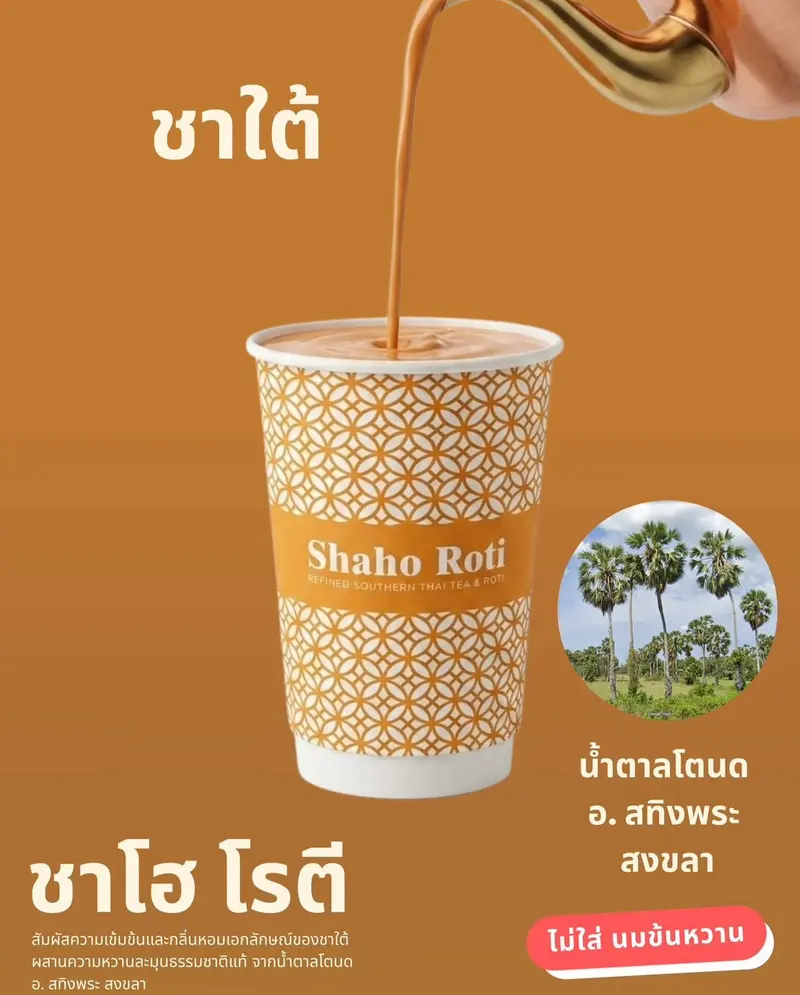 ชาใต้
Shaho Roti
REFINED SOUTHERN THAI TEA & ROTI
น้ำตาลโตนด
อ. สทิงพระ
สงขลา
ชาโฮ โรตี
สัมผัสความเข้มข้นและกลิ่นหอมเอกลักษณ์ของชาใต้
ผสานความหวานละมุนธรรมชาติแท้ จากน้ำตาลโตนด
อ. สทิงพระ สงขลา
ไม่ใส่ นมข้นหวาน